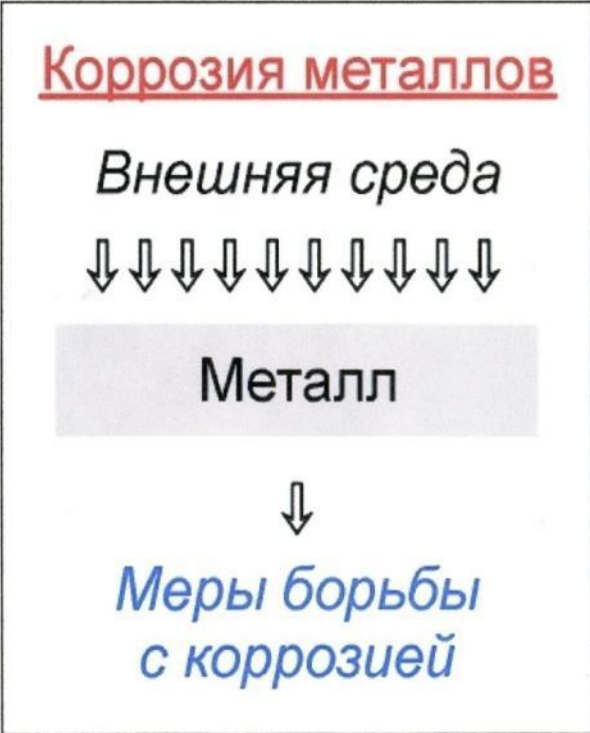 Коррозия металлов
Внешняя среда
Металл
Меры борьбы
с коррозией